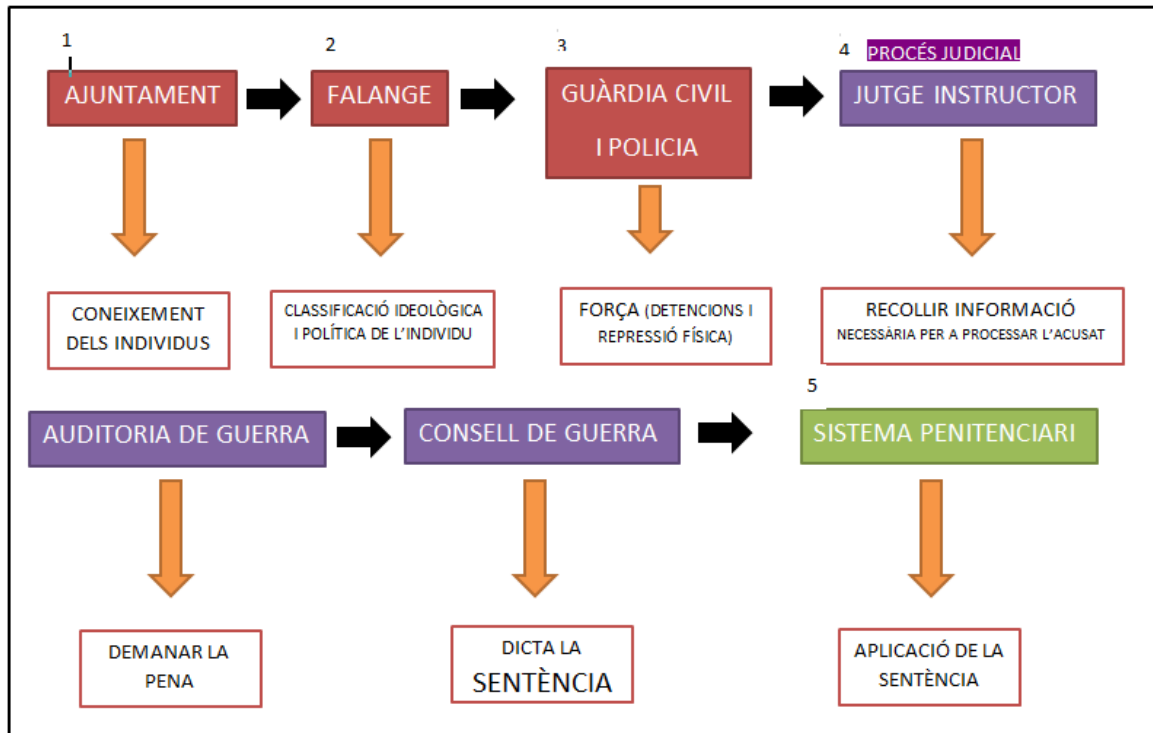 1
AJUNTAMENT
2
FALANGE
3
GUÀRDIA CIVIL
I POLICIA
4
PROCÉS JUDICIAL
JUTGE INSTRUCTOR
CONEIXEMENT
DELS INDIVIDUS
CLASSIFICACIÓ IDEOLÒGICA
I POLÍTICA DE L'INDIVIDU
FORÇA (DETENCIONS I
REPRESSIÓ FÍSICA)
RECOLLIR INFORMACIÓ
NECESSÀRIA PER A PROCESSAR L'ACUSAT
AUDITORIA DE GUERRA
CONSELL DE GUERRA
5
SISTEMA PENITENCIARI
DEMANAR LA
PENA
DICTA LA
SENTÈNCIA
APLICACIÓ DE LA
SENTÈNCIA